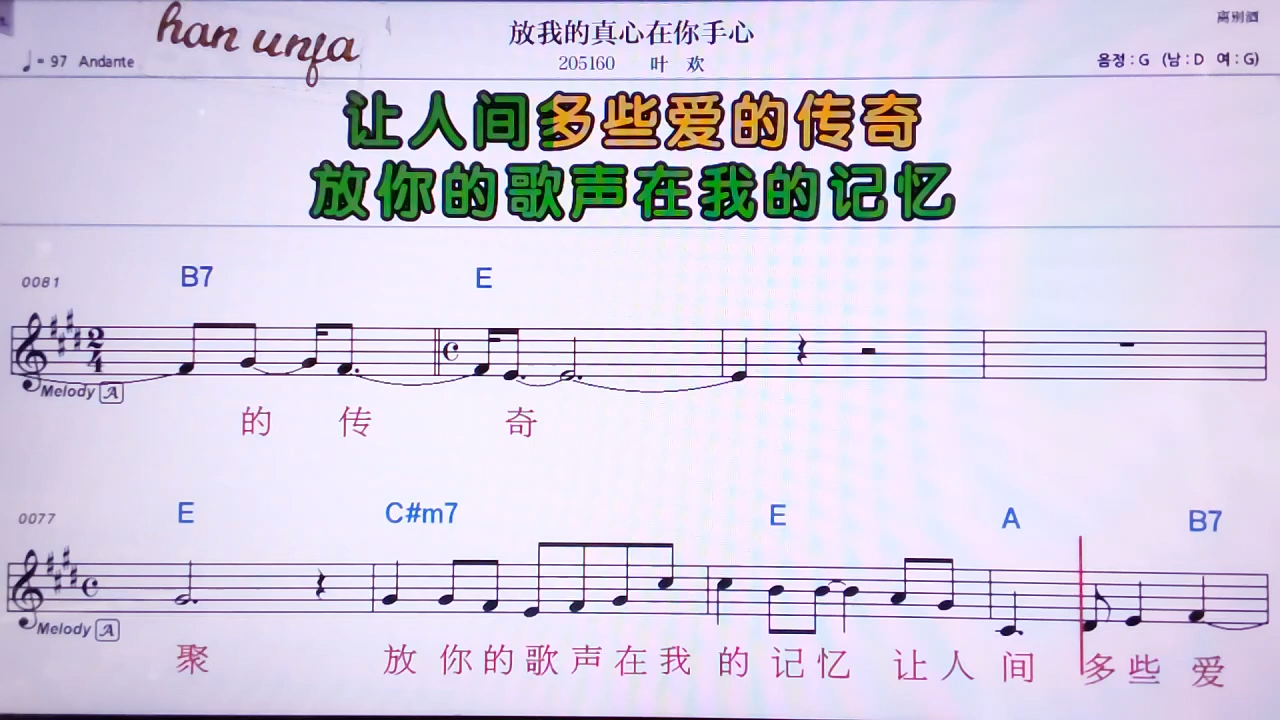 han unfa
放我的真心在你手心
离别酒
♩= 97 Andante
205160 叶 欢
음정 : G (남 : D 여 : G)
让人间多些爱的传奇
放你的歌声在我的记忆
0081
B7 E
2
4
Melody A
的 传 奇
0077
E C#m7 E A B7
Melody A
聚 放 你 的 歌 声 在 我 的 记 忆 让 人 间 多 些 爱